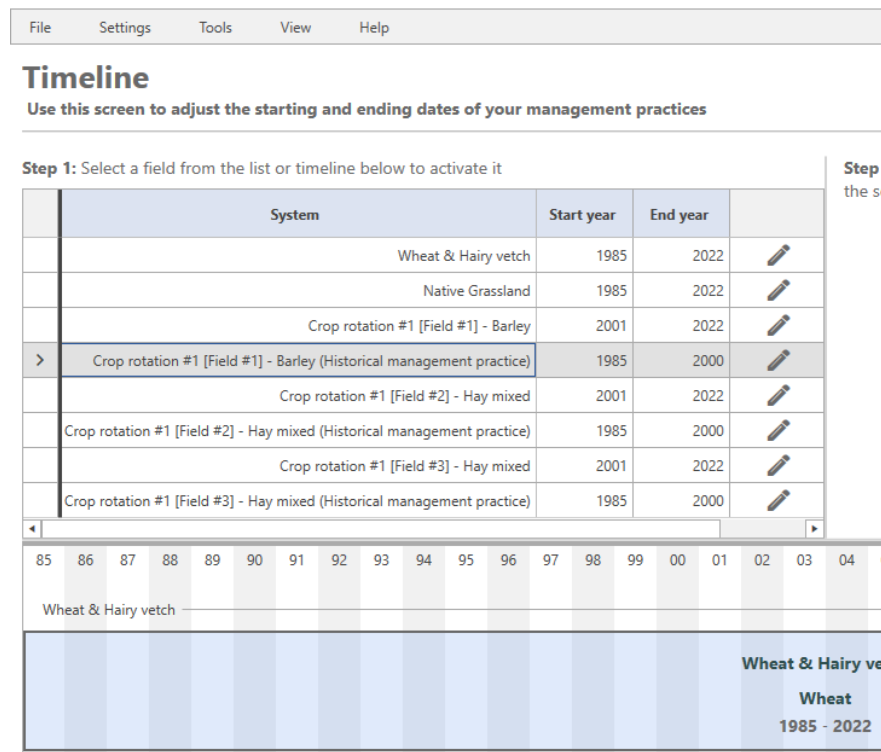 File Settings Tools View Help
Timeline
Use this screen to adjust the starting and ending dates of your management practices
Step 1: Select a field from the list or timeline below to activate it
Step
the s
System Start year End year
Wheat & Hairy vetch 1985 2022
Native Grassland 1985 2022
Crop rotation #1 [Field #1] - Barley 2001 2022
Crop rotation #1 [Field #1] - Barley (Historical management practice) 1985 2000
Crop rotation #1 [Field #2] - Hay mixed 2001 2022
Crop rotation #1 [Field #2] - Hay mixed (Historical management practice) 1985 2000
Crop rotation #1 [Field #3] - Hay mixed 2001 2022
Crop rotation #1 [Field #3] - Hay mixed (Historical management practice) 1985 2000
85 86 87 88 89 90 91 92 93 94 95 96 97 98 99 00 01 02 03 04
Wheat & Hairy vetch
Wheat & Hairy ve
Wheat
1985 - 2022